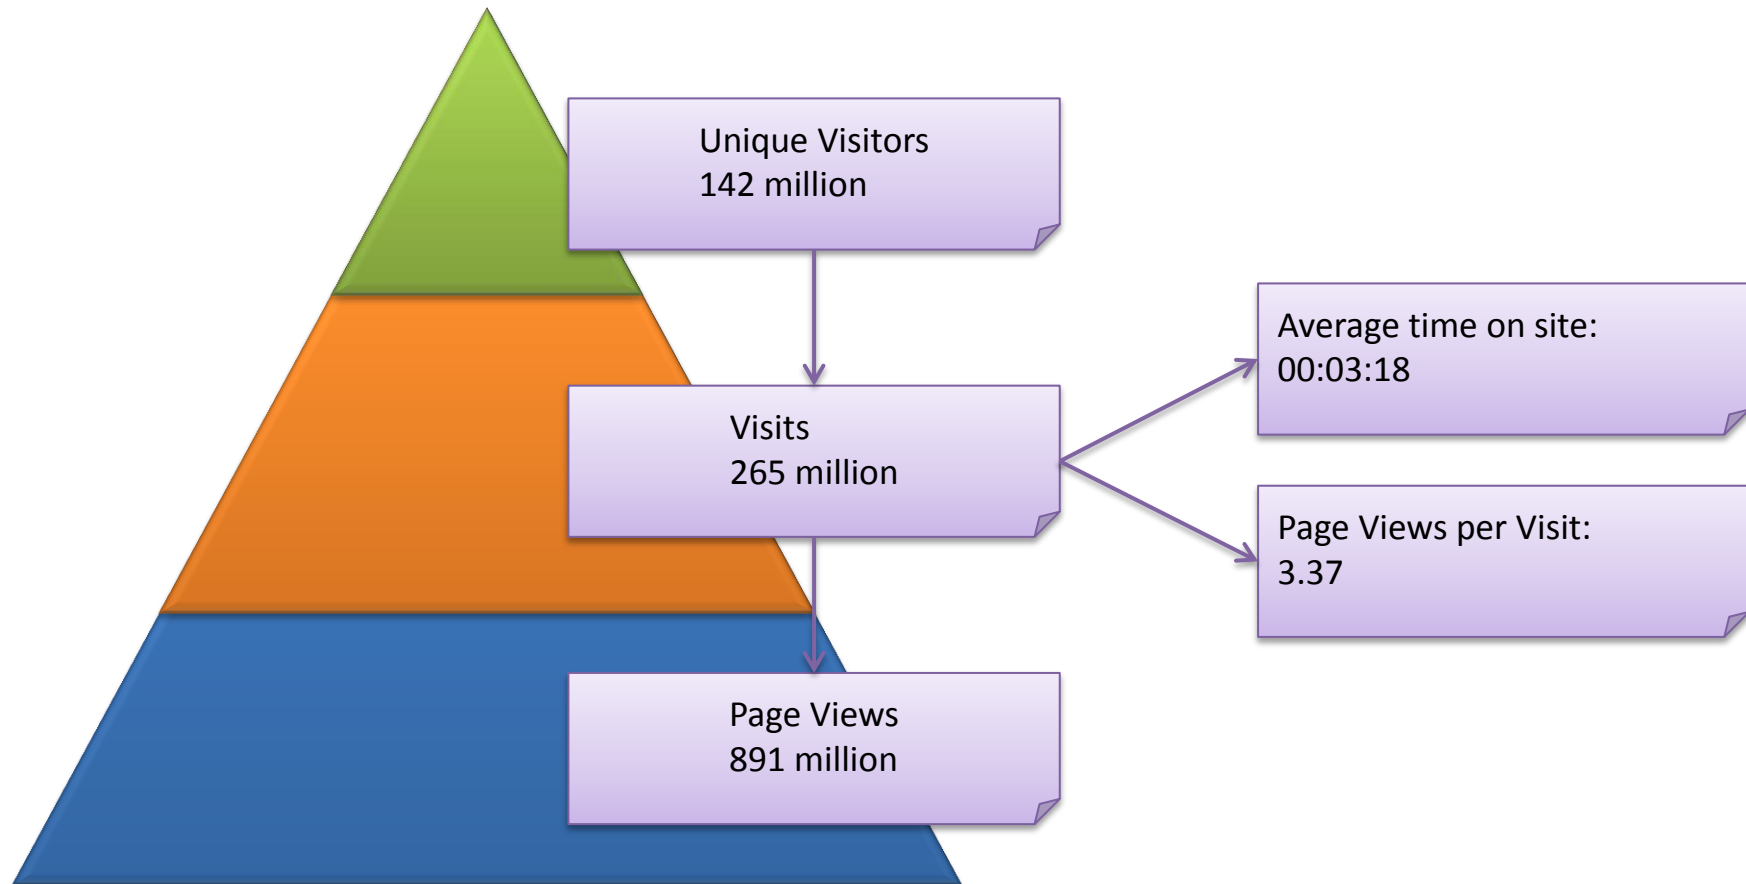 Unique Visitors
142 million
Visits
265 million
Average time on site:
00:03:18
Page Views per Visit:
3.37
Page Views
891 million